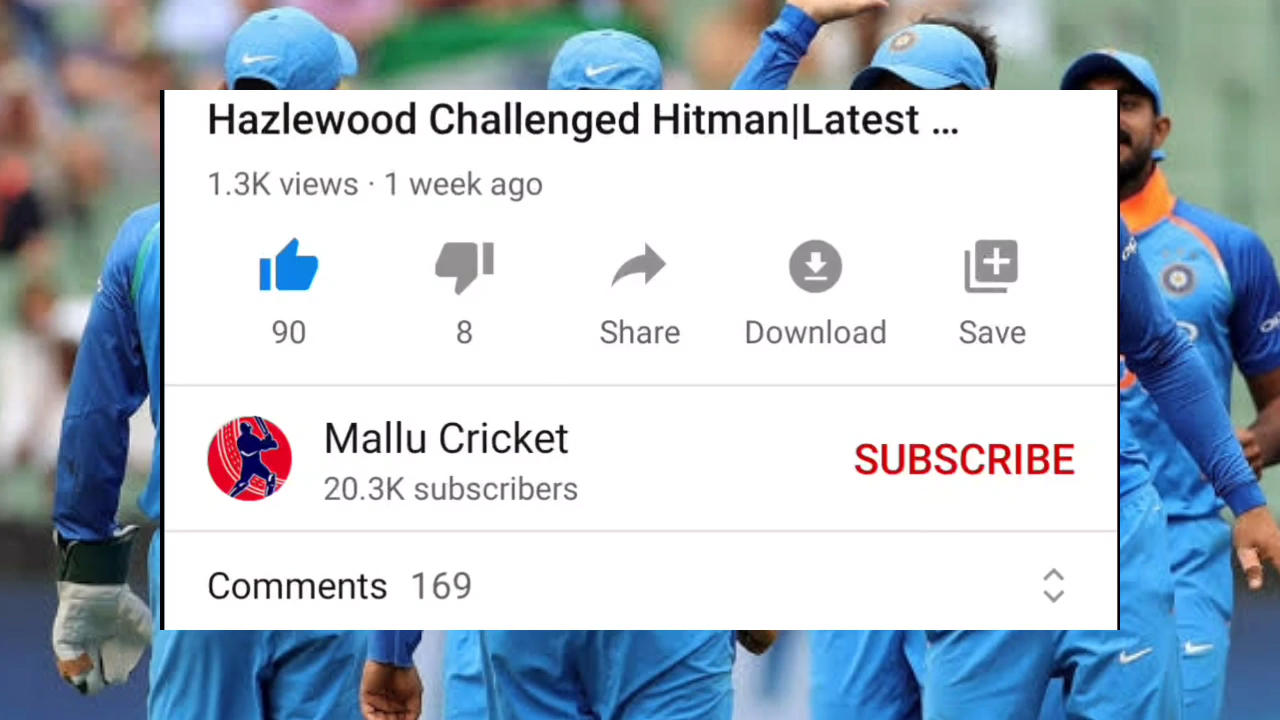 Hazlewood Challenged Hitman|Latest ...
1.3K views · 1 week ago
90
8
Share
Download
Save
Mallu Cricket
20.3K subscribers
SUBSCRIBE
Comments 169